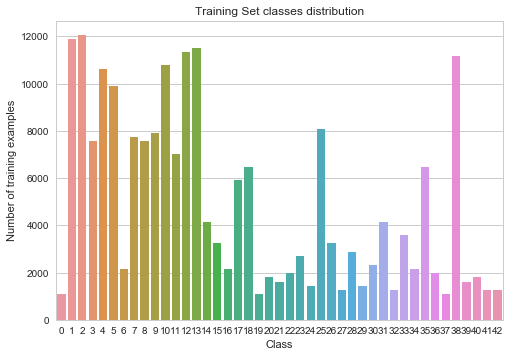 Training Set classes distribution
Number of training examples
12000
10000
8000
6000
4000
2000
0
0 1 2 3 4 5 6 7 8 9 10 11 12 13 14 15 16 17 18 19 20 21 22 23 24 25 26 27 28 29 30 31 32 33 34 35 36 37 38 39 40 41 42
Class